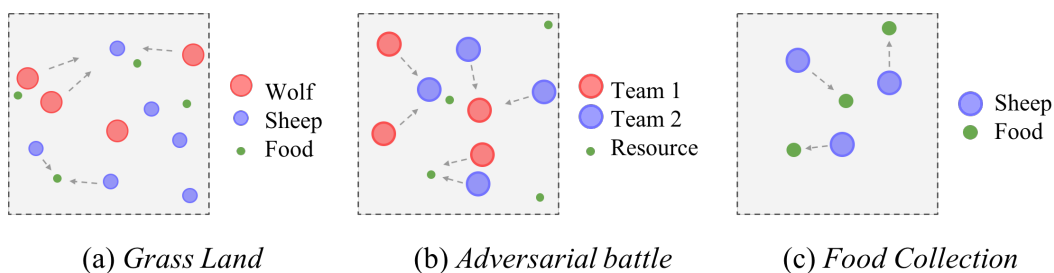 Wolf
Sheep
Food
Team 1
Team 2
Resource
Sheep
Food
(a) Grass Land
(b) Adversarial battle
(c) Food Collection